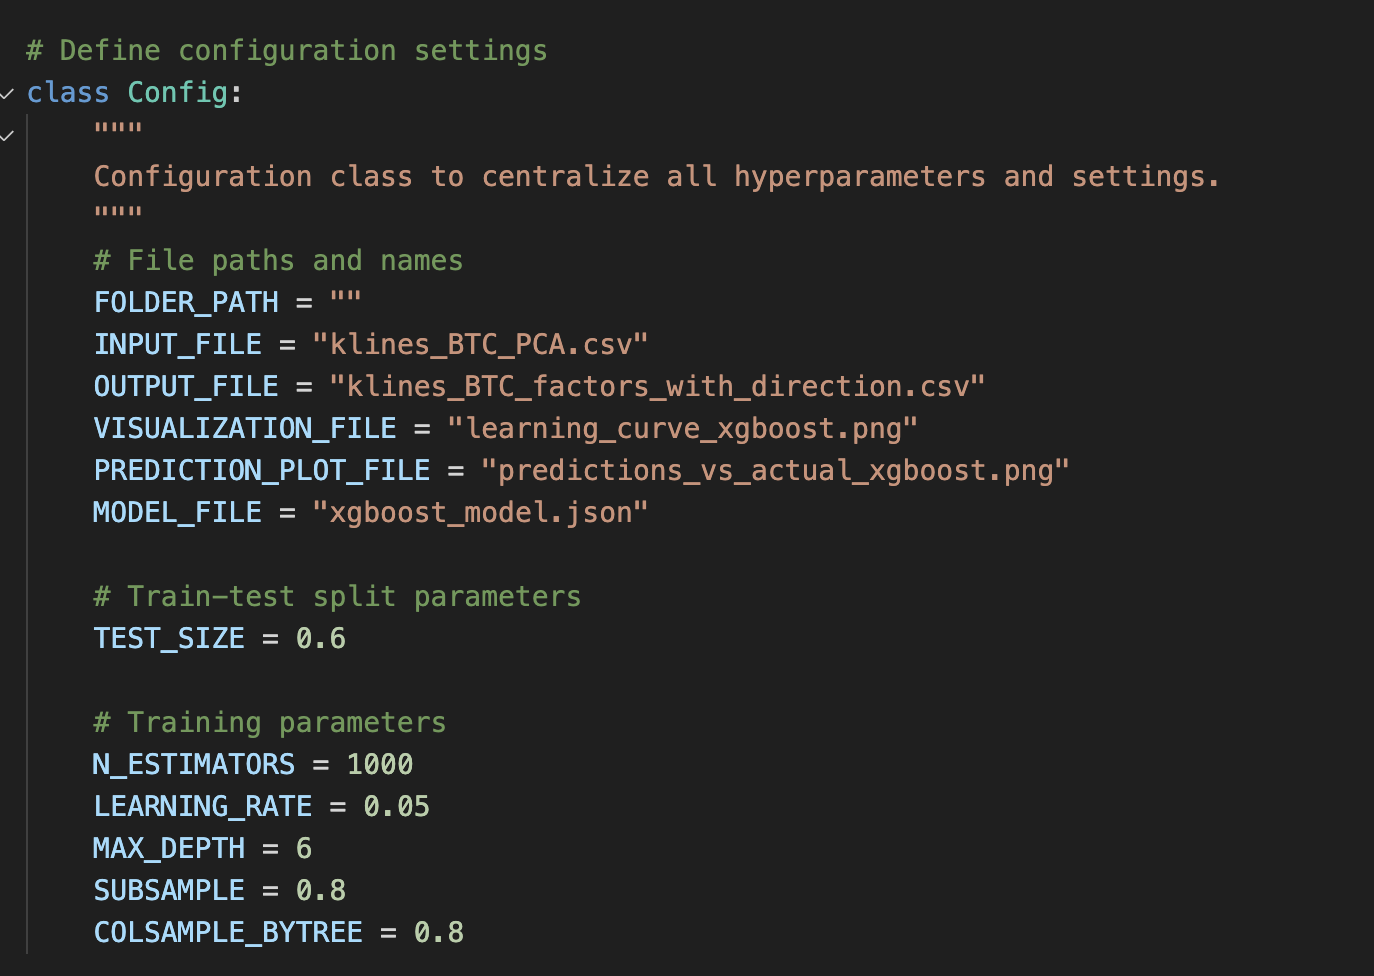 # Define configuration settings
class Config:
    """
    Configuration class to centralize all hyperparameters and settings.
    """
    # File paths and names
    FOLDER_PATH = ""
    INPUT_FILE = "klines_BTC_PCA.csv"
    OUTPUT_FILE = "klines_BTC_factors_with_direction.csv"
    VISUALIZATION_FILE = "learning_curve_xgboost.png"
    PREDICTION_PLOT_FILE = "predictions_vs_actual_xgboost.png"
    MODEL_FILE = "xgboost_model.json"

    # Train-test split parameters
    TEST_SIZE = 0.6

    # Training parameters
    N_ESTIMATORS = 1000
    LEARNING_RATE = 0.05
    MAX_DEPTH = 6
    SUBSAMPLE = 0.8
    COLSAMPLE_BYTREE = 0.8